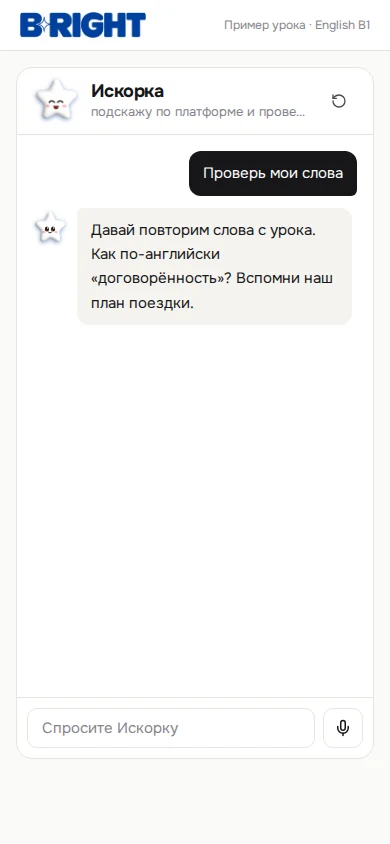 BRIGHT
Пример урока · English B1
Искорка
подскажу по платформе и прове...
Проверь мои слова
Давай повторим слова с урока.
Как по-английски
«договорённость»? Вспомни наш
план поездки.
Спросите Искорку